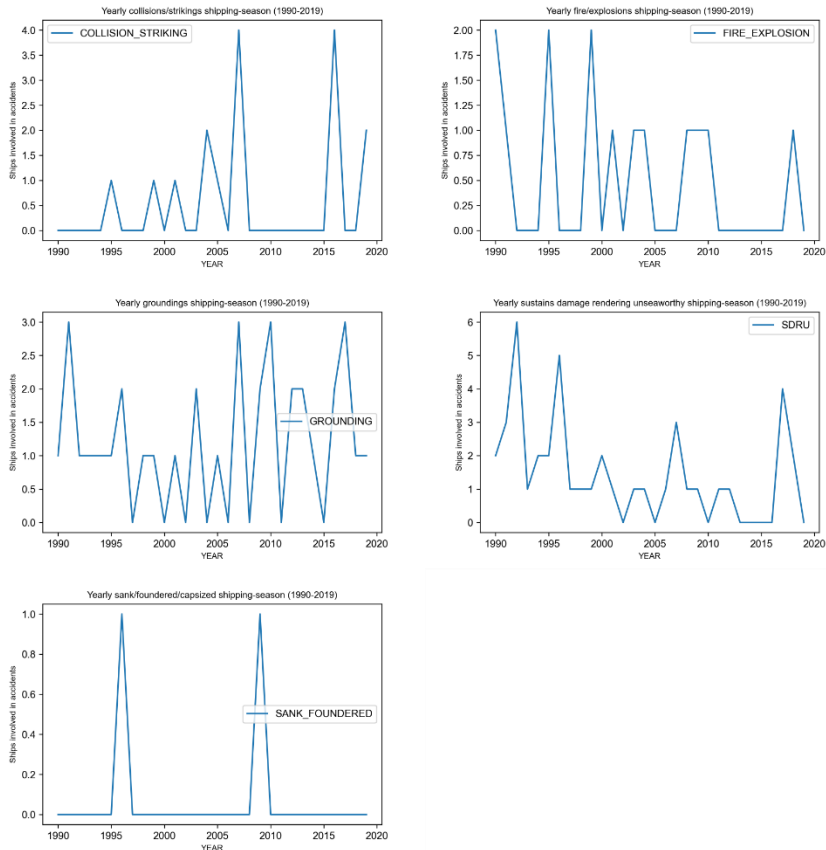 Yearly collisions/strikings shipping-season (1990-2019)
4.0
3.5
3.0
2.5
2.0
1.5
1.0
0.5
0.0
Ships involved in accidents
COLLISION_STRIKING
1990 1995 2000 2005 2010 2015 2020
YEAR
Yearly fire/explosions shipping-season (1990-2019)
2.00
1.75
1.50
1.25
1.00
0.75
0.50
0.25
0.00
Ships involved in accidents
FIRE_EXPLOSION
1990 1995 2000 2005 2010 2015 2020
YEAR
Yearly groundings shipping-season (1990-2019)
3.0
2.5
2.0
1.5
1.0
0.5
0.0
Ships involved in accidents
GROUNDING
1990 1995 2000 2005 2010 2015 2020
YEAR
Yearly sustains damage rendering unseaworthy shipping-season (1990-2019)
6
5
4
3
2
1
0
Ships involved in accidents
SDRU
1990 1995 2000 2005 2010 2015 2020
YEAR
Yearly sank/foundered/capsized shipping-season (1990-2019)
1.0
0.8
0.6
0.4
0.2
0.0
Ships involved in accidents
SANK_FOUNDERED
1990 1995 2000 2005 2010 2015 2020
YEAR